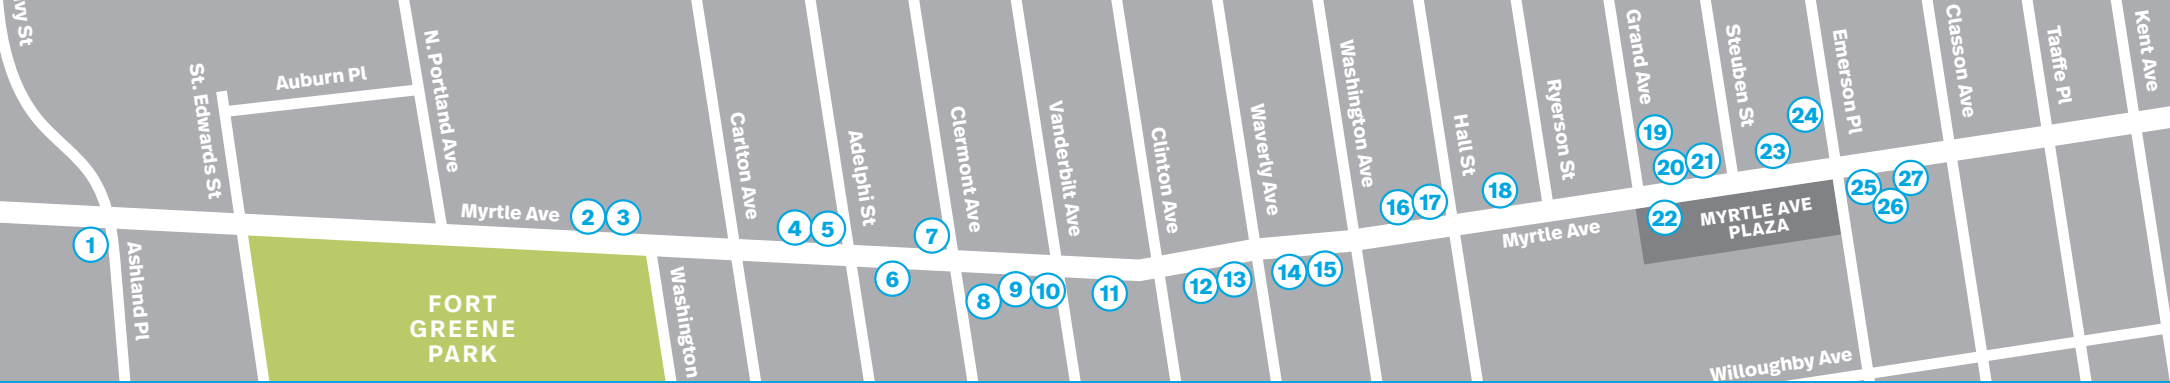 vy St
St. Edwards St
Auburn Pl
N. Portland Ave
Myrtle Ave
Carlton Ave
Adelphi St
Clermont Ave
Vanderbilt Ave
Clinton Ave
Waverly Ave
Washington Ave
Hall St
Ryerson St
Grand Ave
Steuben St
Emerson Pl
Classon Ave
Taaffe Pl
Kent Ave
1
2
3
4
5
6
7
8
9
10
11
12
13
14
15
16
17
18
19
20
21
22
23
24
25
26
27
Ashland Pl
FORT
GREENE
PARK
Washington
Myrtle Ave
MYRTLE AVE
PLAZA
Willoughby Ave